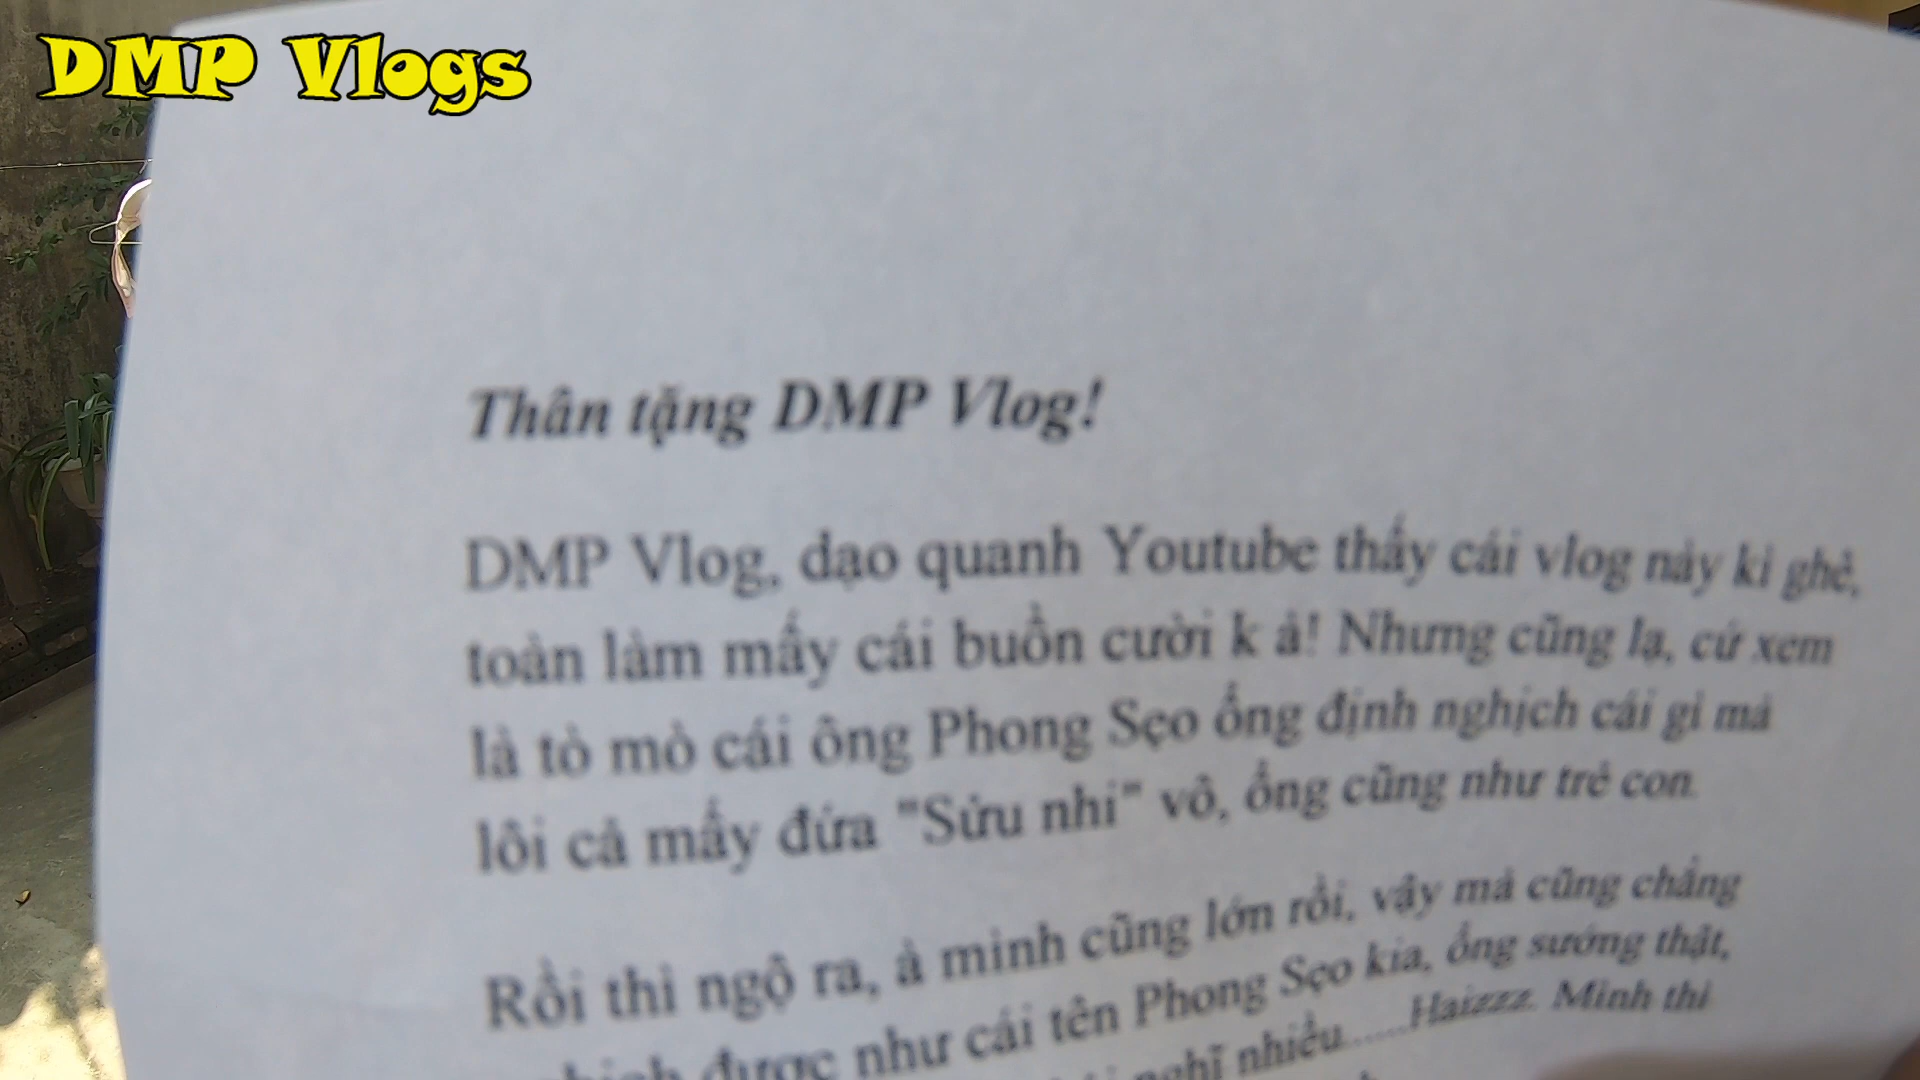 DMP Vlogs
Thân tặng DMP Vlog!
DMP Vlog, dạo quanh Youtube thấy cái vlog này kì ghê,
toàn làm mấy cái buồn cười k à! Nhưng cũng lạ, cứ xem
là tò mò cái ông Phong Sẹo ổng định nghịch cái gì mà
lôi cả mấy đứa "Sửu nhi" vô, ổng cũng như trẻ con.
Rồi thì ngộ ra, à mình cũng lớn rồi, vậy mà cũng chẳng
được như cái tên Phong Sẹo kia, ổng sướng thật,
nghĩ nhiều......Haizzz. Mình thì